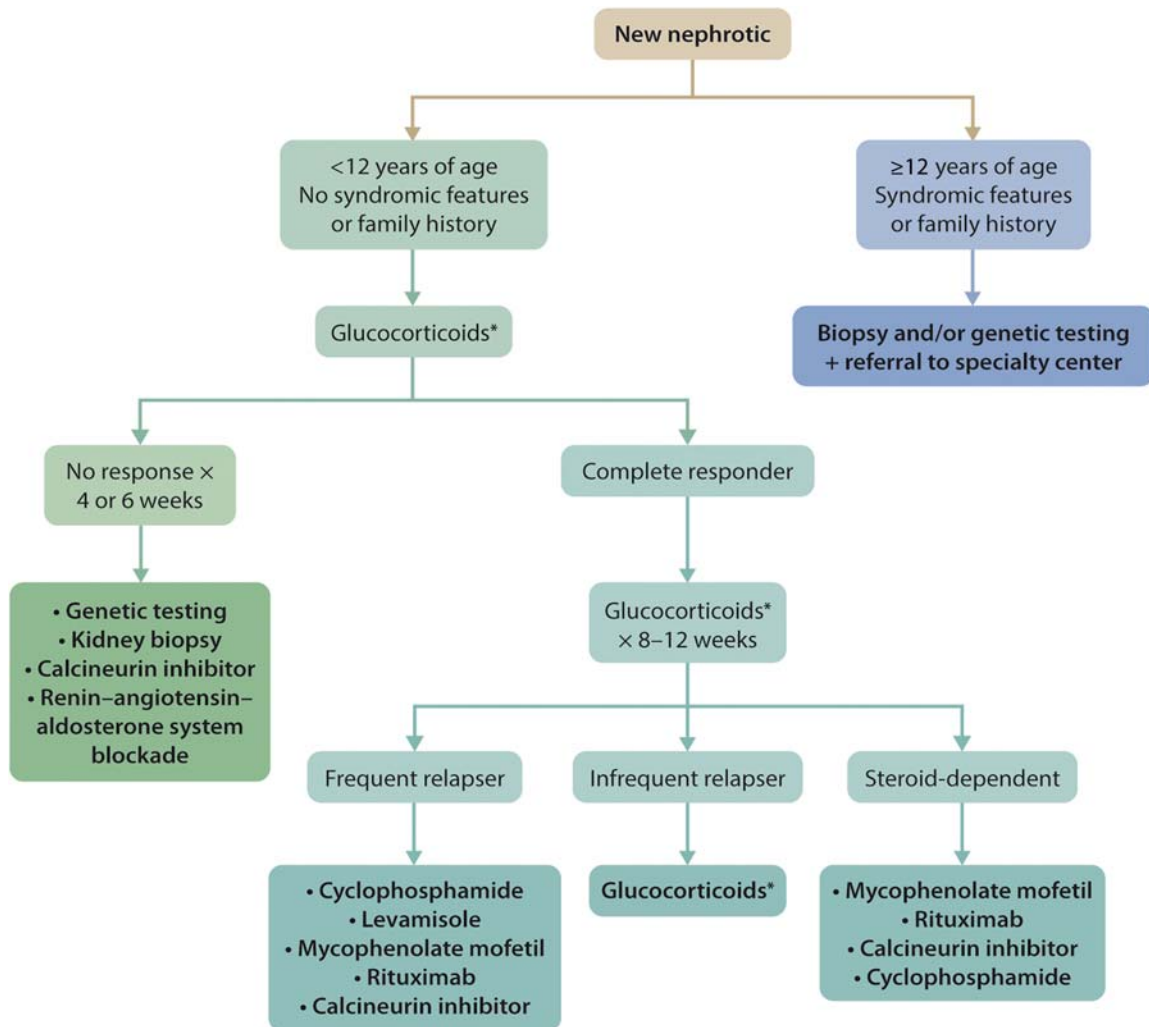 New nephrotic
<12 years of age
No syndromic features
or family history
≥12 years of age
Syndromic features
or family history
Glucocorticoids*
Biopsy and/or genetic testing
+ referral to specialty center
No response ×
4 or 6 weeks
Complete responder
• Genetic testing
• Kidney biopsy
• Calcineurin inhibitor
• Renin–angiotensin–
aldosterone system
blockade
Glucocorticoids*
× 8–12 weeks
Frequent relapser
Infrequent relapser
Steroid-dependent
• Cyclophosphamide
• Levamisole
• Mycophenolate mofetil
• Rituximab
• Calcineurin inhibitor
Glucocorticoids*
• Mycophenolate mofetil
• Rituximab
• Calcineurin inhibitor
• Cyclophosphamide